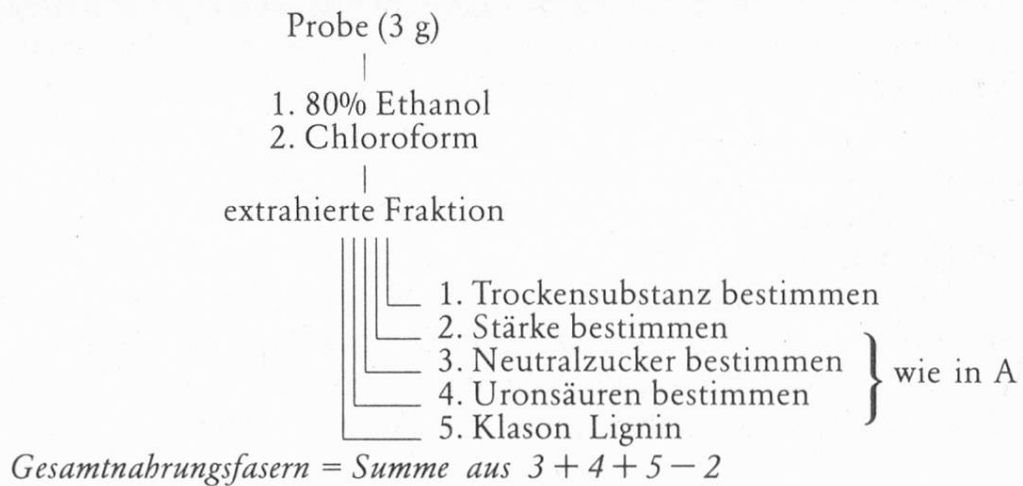 Probe (3 g)
1. 80% Ethanol
2. Chloroform
extrahierte Fraktion
1. Trockensubstanz bestimmen
2. Stärke bestimmen
3. Neutralzucker bestimmen
4. Uronsäuren bestimmen
5. Klason Lignin
wie in A
Gesamtnahrungsfasern = Summe aus 3 + 4 + 5 − 2